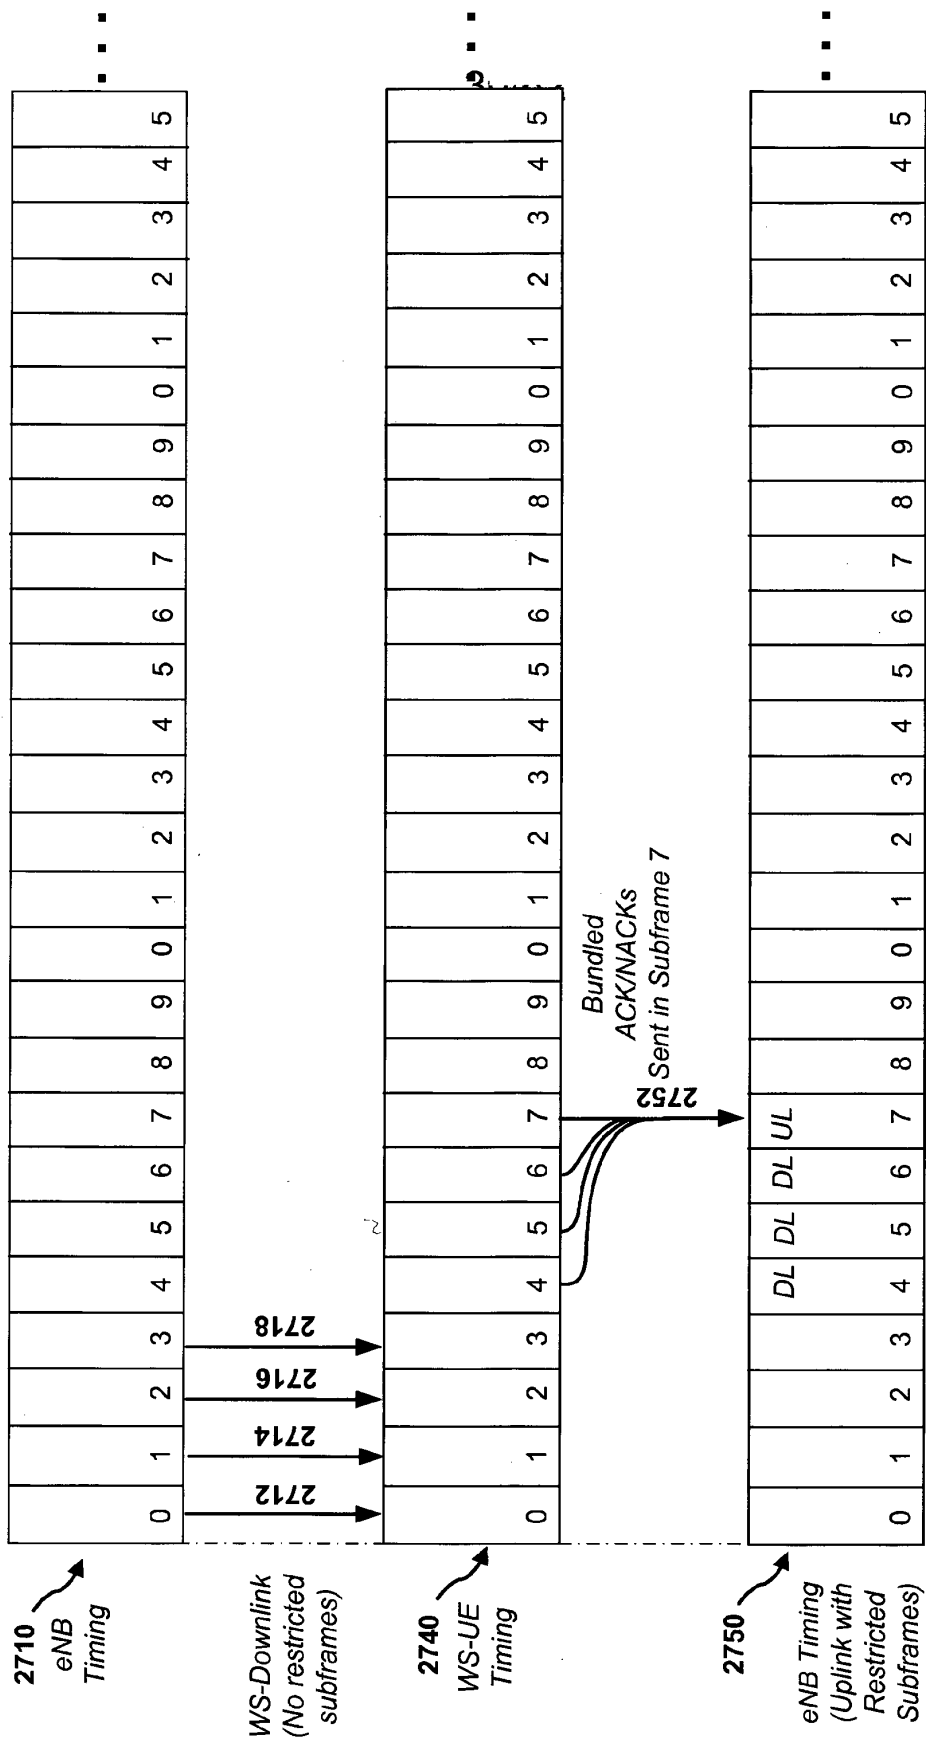 2710
eNB
Timing
0 1 2 3 4 5 6 7 8 9 0 1 2 3 4 5 6 7 8 9 0 1 2 3 4 5
WS-Downlink
(No restricted
subframes)
2712
2714
2716
2718
2740
WS-UE
Timing
0 1 2 3 4 5 6 7 8 9 0 1 2 3 4 5 6 7 8 9 0 1 2 3 4 5
Bundled
ACK/NACKs
Sent in Subframe 7
2752
2750
eNB Timing
(Uplink with
Restricted
Subframes)
DL DL DL UL
0 1 2 3 4 5 6 7 8 9 0 1 2 3 4 5 6 7 8 9 0 1 2 3 4 5